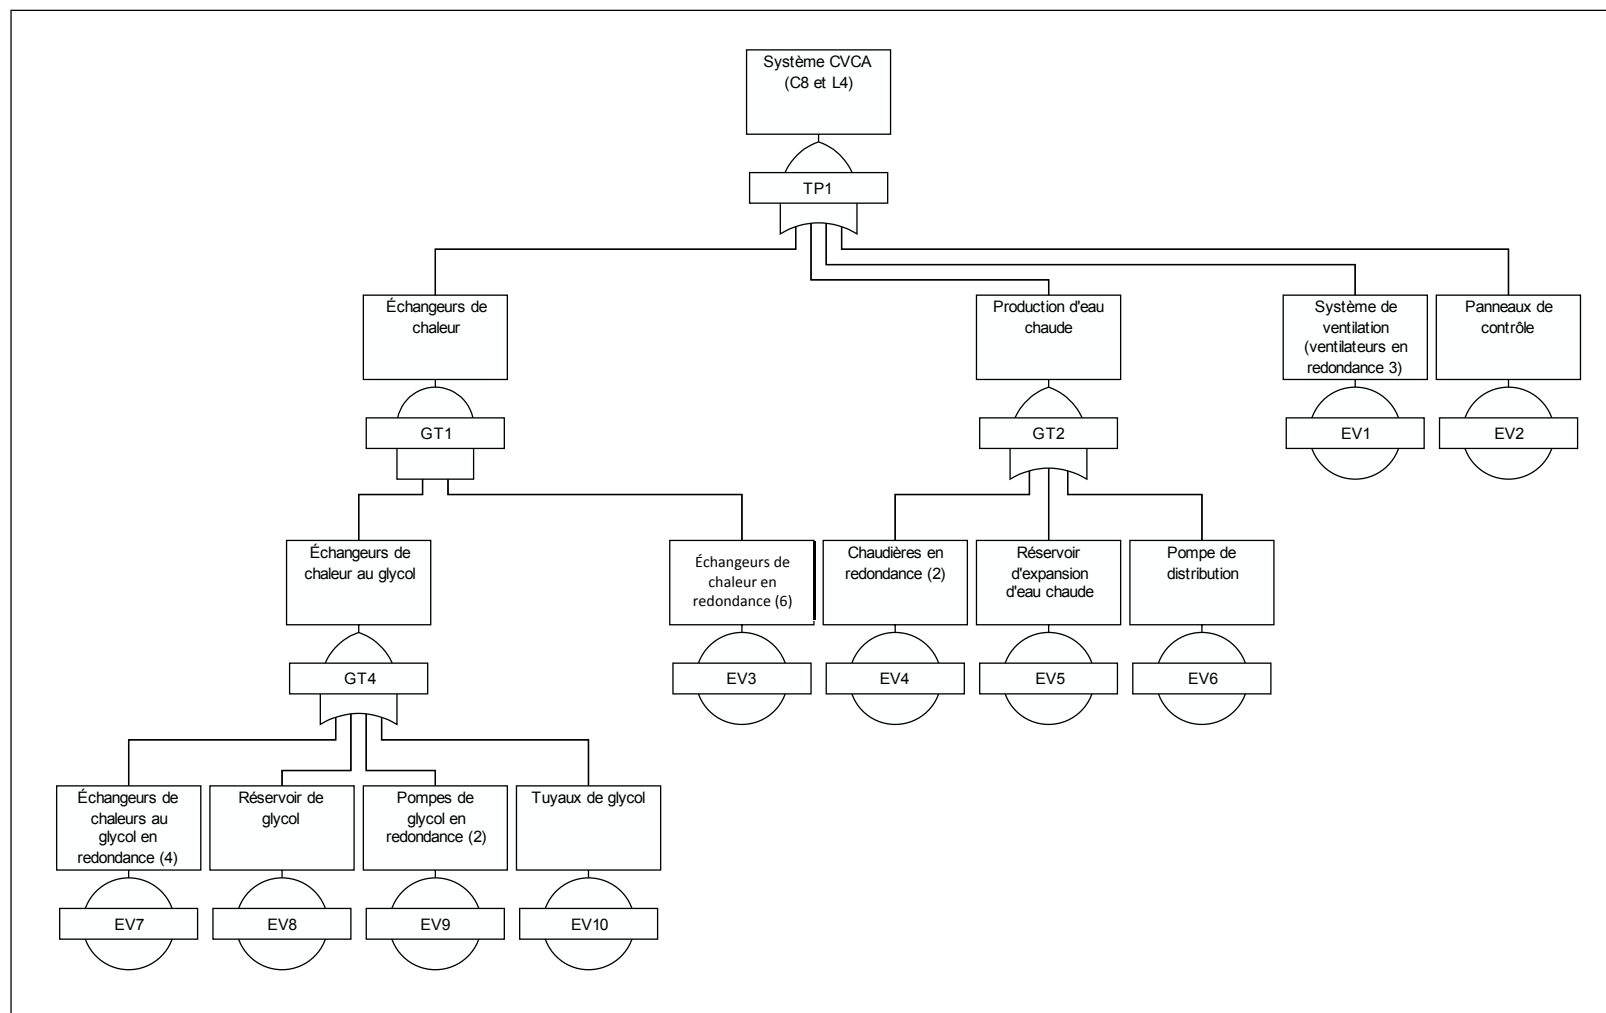 Système CVCA
(C8 et L4)
TP1
Échangeurs de
chaleur
GT1
Production d'eau
chaude
GT2
Système de
ventilation
(ventilateurs en
redondance 3)
EV1
Panneaux de
contrôle
EV2
Échangeurs de
chaleur au glycol
GT4
Échangeurs de
chaleur en
redondance (6)
EV3
Chaudières en
redondance (2)
EV4
Réservoir
d'expansion
d'eau chaude
EV5
Pompe de
distribution
EV6
Échangeurs de
chaleurs au
glycol en
redondance (4)
EV7
Réservoir de
glycol
EV8
Pompes de
glycol en
redondance (2)
EV9
Tuyaux de glycol
EV10